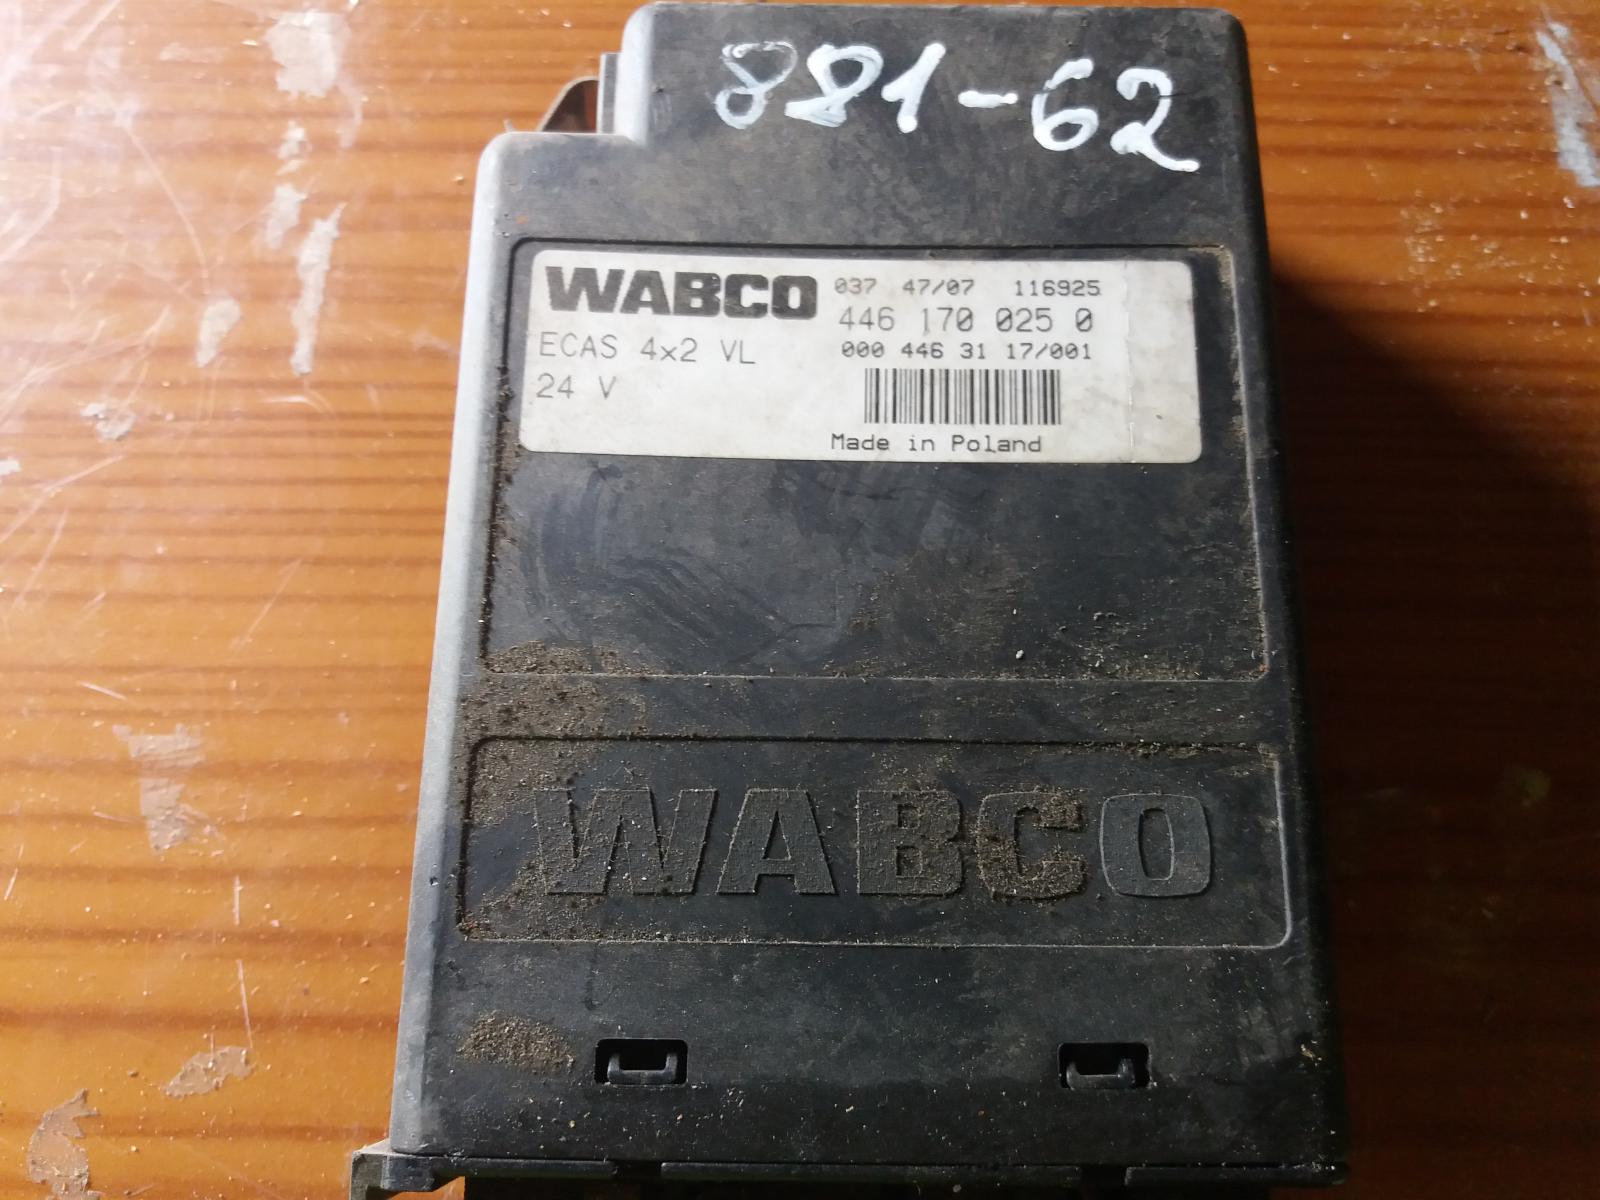 881-62
WABCO 037 47/07 116925
446 170 025 0
ECAS 4x2 VL 000 446 31 17/001
24 V
Made in Poland
WABCO